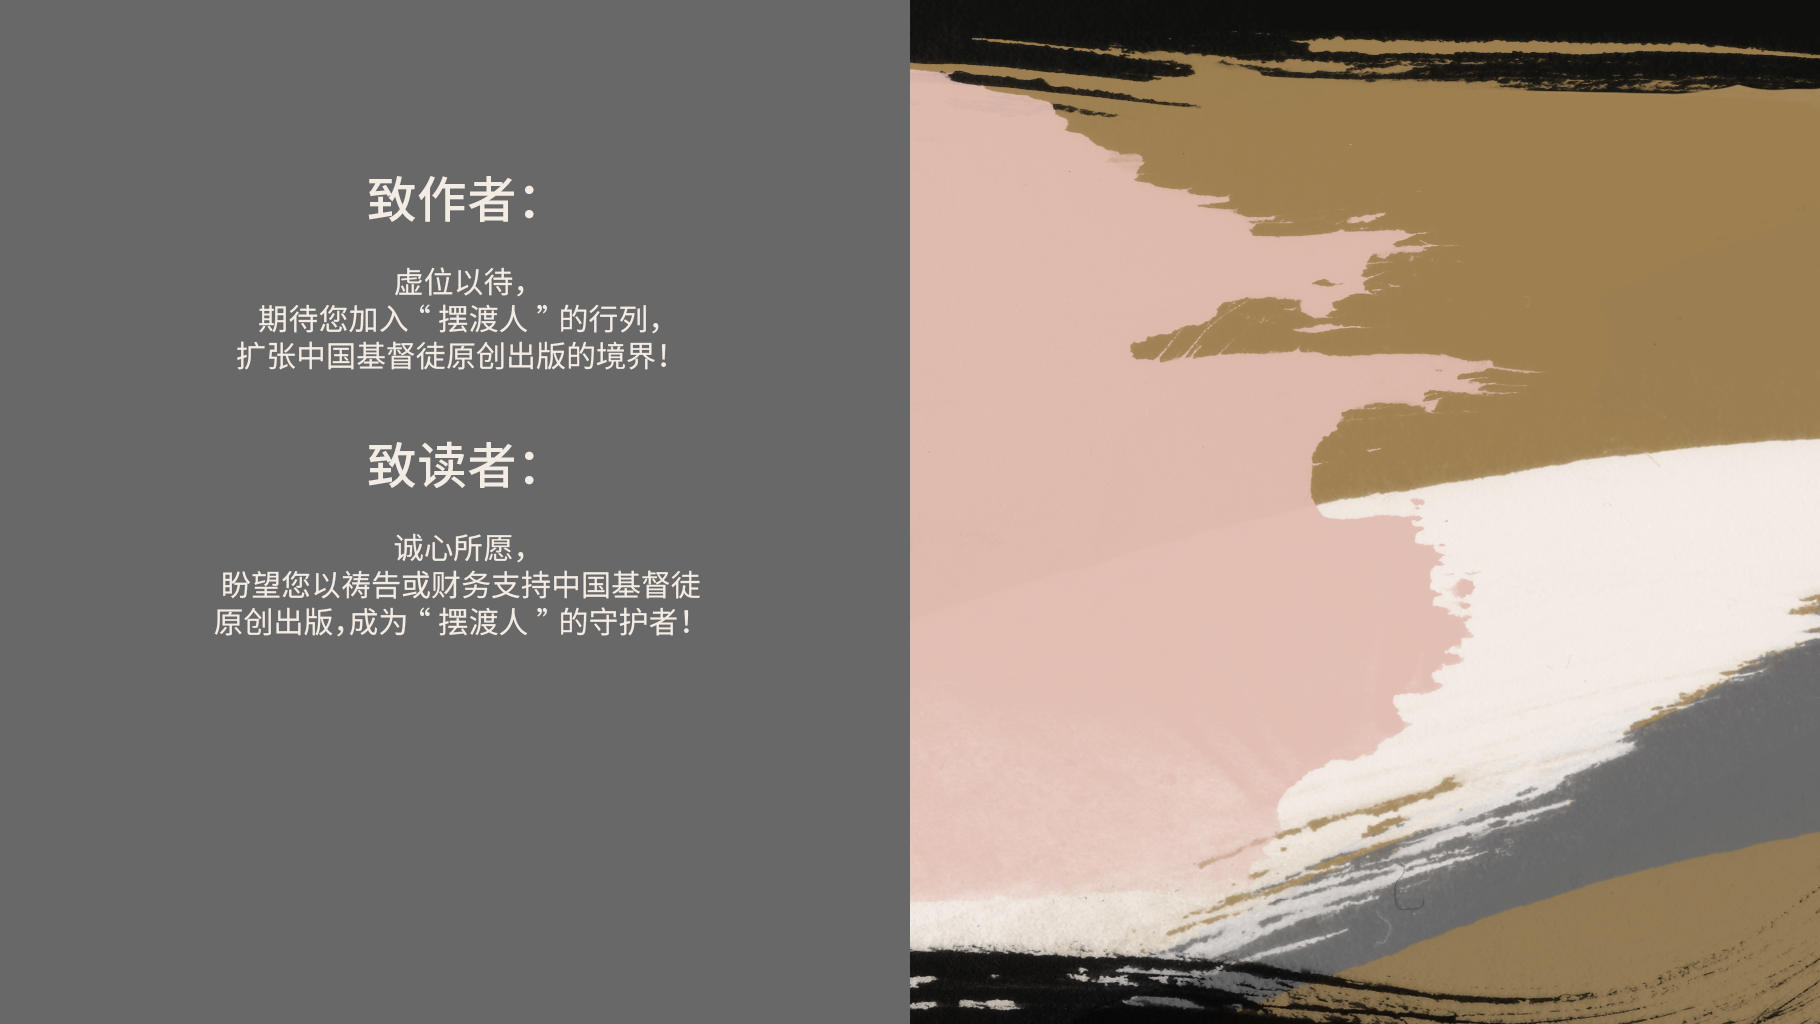 致作者：
虚位以待，
期待您加入“摆渡人”的行列，
扩张中国基督徒原创出版的境界！
致读者：
诚心所愿，
盼望您以祷告或财务支持中国基督徒
原创出版，成为“摆渡人”的守护者！